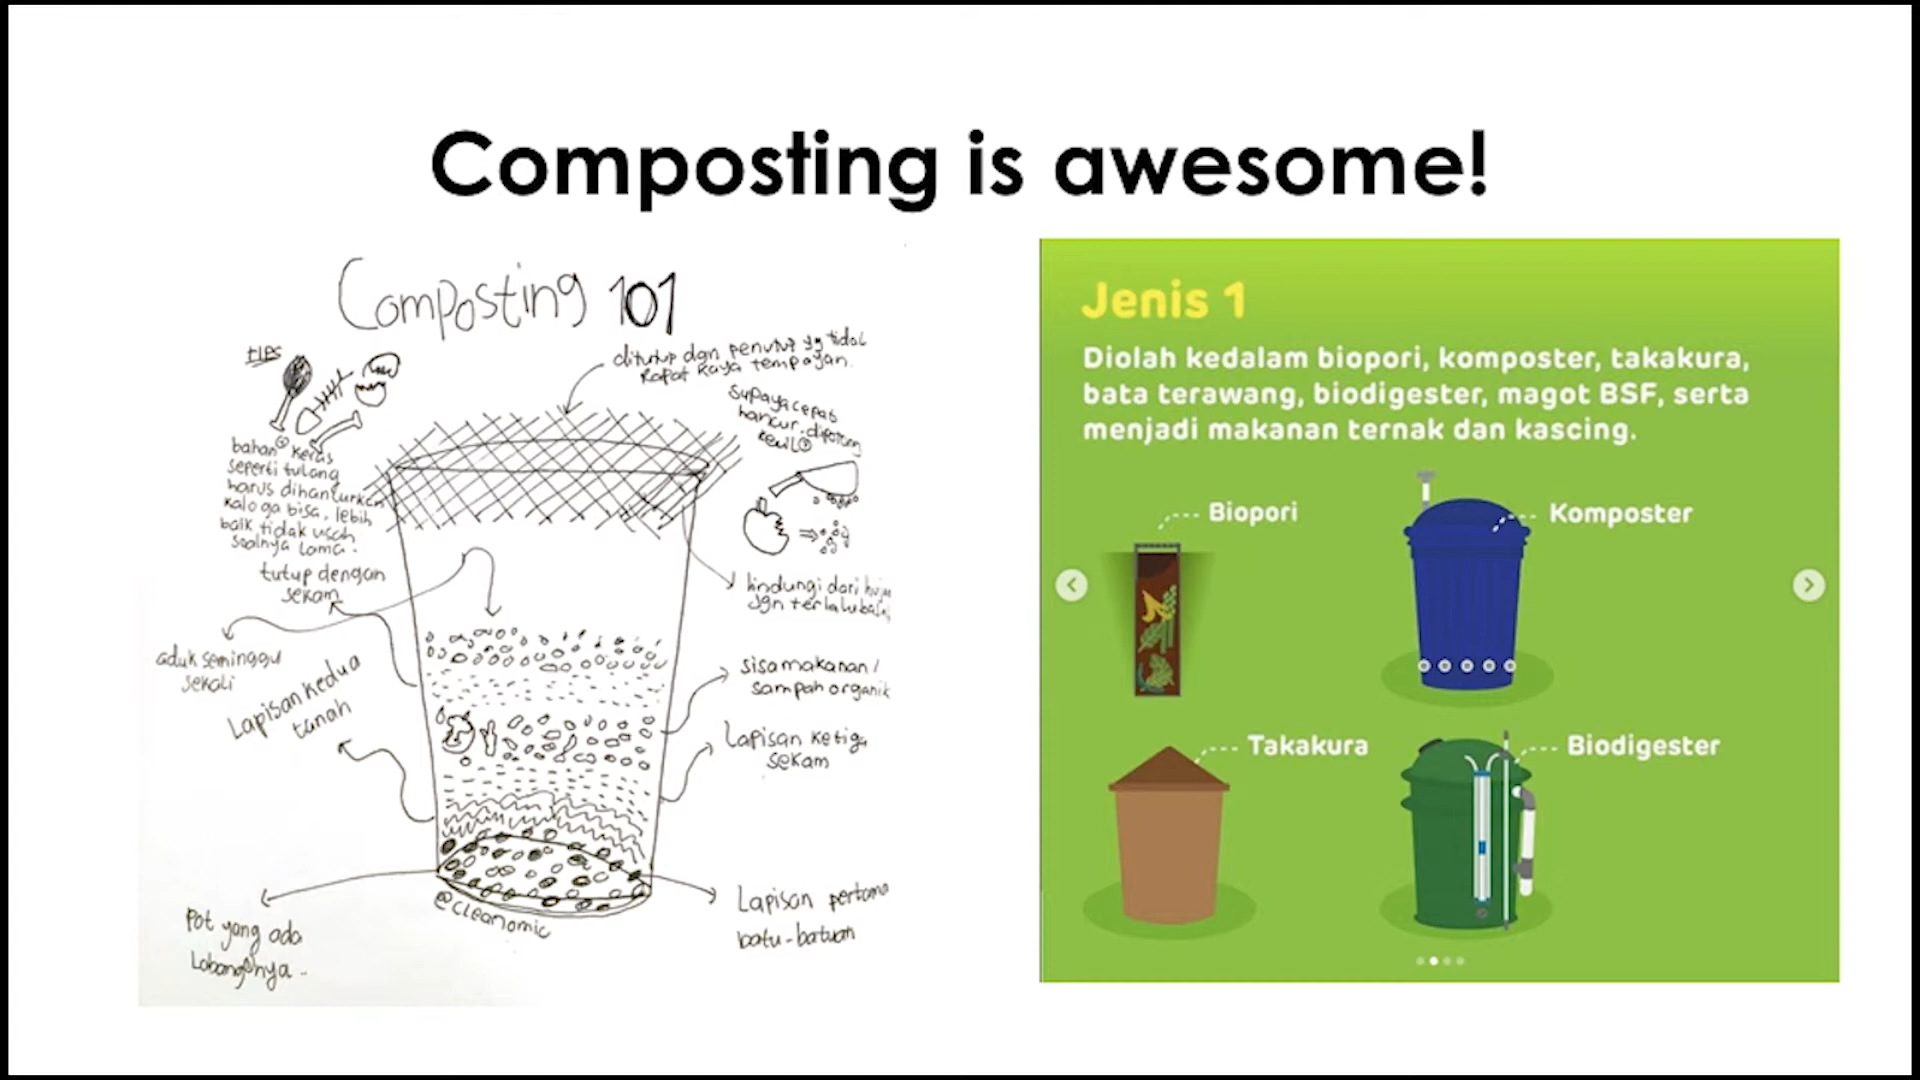 Composting is awesome!
Composting 101
tips
ditutup dgn penutup yg tidak
rapat kaya tempayan.
supaya cepat
hancur. dipotong
kecil②
bahan② keras
seperti tulang
harus dihancurkan
kalo ga bisa, lebih
baik tidak usah
soalnya lama.
tutup dengan
sekam
lindungi dari hujan
jgn terlalu basah
aduk seminggu
sekali
sisa makanan /
sampah organik
Lapisan kedua
tanah
Lapisan ketiga
sekam
Pot yang ada
Lobang②nya.
@cleanomic
Lapisan pertama
batu-batuan
Jenis 1
Diolah kedalam biopori, komposter, takakura,
bata terawang, biodigester, magot BSF, serta
menjadi makanan ternak dan kascing.
Biopori
Komposter
Takakura
Biodigester